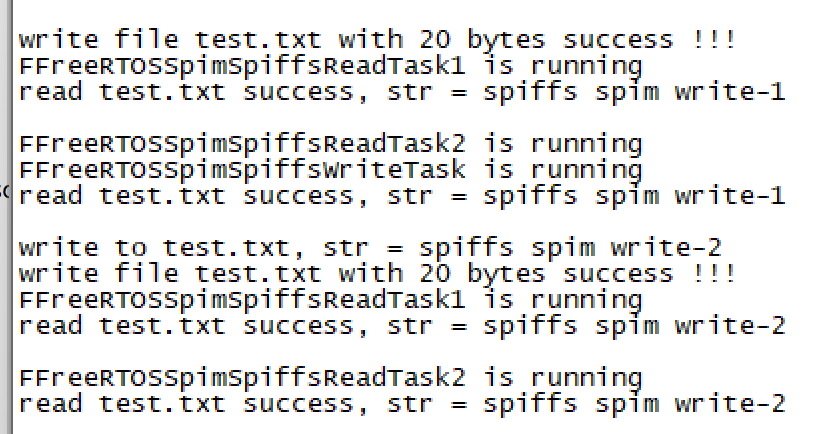 write file test.txt with 20 bytes success !!!
FFreeRTOSSpimSpiffsReadTask1 is running
read test.txt success, str = spiffs spim write-1
FFreeRTOSSpimSpiffsReadTask2 is running
FFreeRTOSSpimSpiffsWriteTask is running
read test.txt success, str = spiffs spim write-1
write to test.txt, str = spiffs spim write-2
write file test.txt with 20 bytes success !!!
FFreeRTOSSpimSpiffsReadTask1 is running
read test.txt success, str = spiffs spim write-2
FFreeRTOSSpimSpiffsReadTask2 is running
read test.txt success, str = spiffs spim write-2